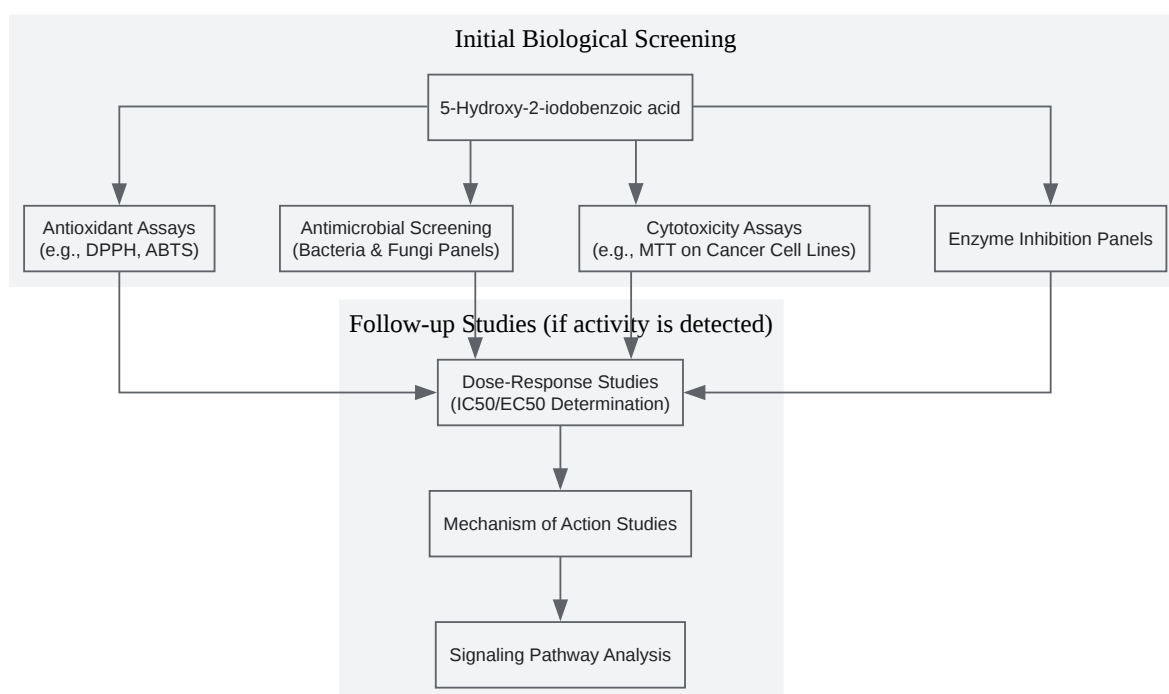 Initial Biological Screening
5-Hydroxy-2-iodobenzoic acid
Antioxidant Assays
(e.g., DPPH, ABTS)
Antimicrobial Screening
(Bacteria & Fungi Panels)
Cytotoxicity Assays
(e.g., MTT on Cancer Cell Lines)
Enzyme Inhibition Panels
Follow-up Studies (if activity is detected)
Dose-Response Studies
(IC50/EC50 Determination)
Mechanism of Action Studies
Signaling Pathway Analysis